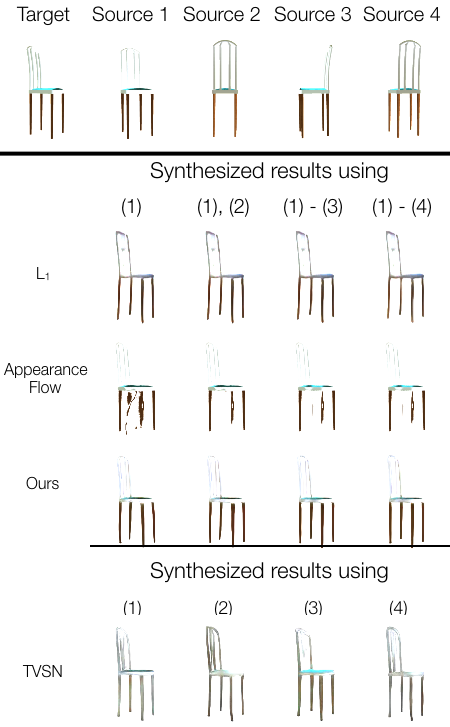 Target Source 1 Source 2 Source 3 Source 4
Synthesized results using
(1) (1), (2) (1) - (3) (1) - (4)
L₁
Appearance
Flow
Ours
Synthesized results using
(1) (2) (3) (4)
TVSN